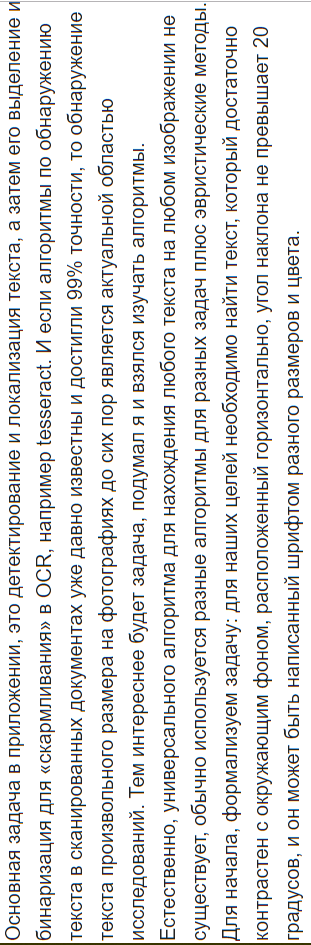 Основная задача в приложении, это детектирование и локализация текста, а затем его выделение и
бинаризация для «скармливания» в OCR, например tesseract. И если алгоритмы по обнаружению
текста в сканированных документах уже давно известны и достигли 99% точности, то обнаружение
текста произвольного размера на фотографиях до сих пор является актуальной областью
исследований. Тем интереснее будет задача, подумал я и взялся изучать алгоритмы.
Естественно, универсального алгоритма для нахождения любого текста на любом изображении не
существует, обычно используется разные алгоритмы для разных задач плюс эвристические методы.
Для начала, формализуем задачу: для наших целей необходимо найти текст, который достаточно
контрастен с окружающим фоном, расположенный горизонтально, угол наклона не превышает 20
градусов, и он может быть написанный шрифтом разного размеров и цвета.